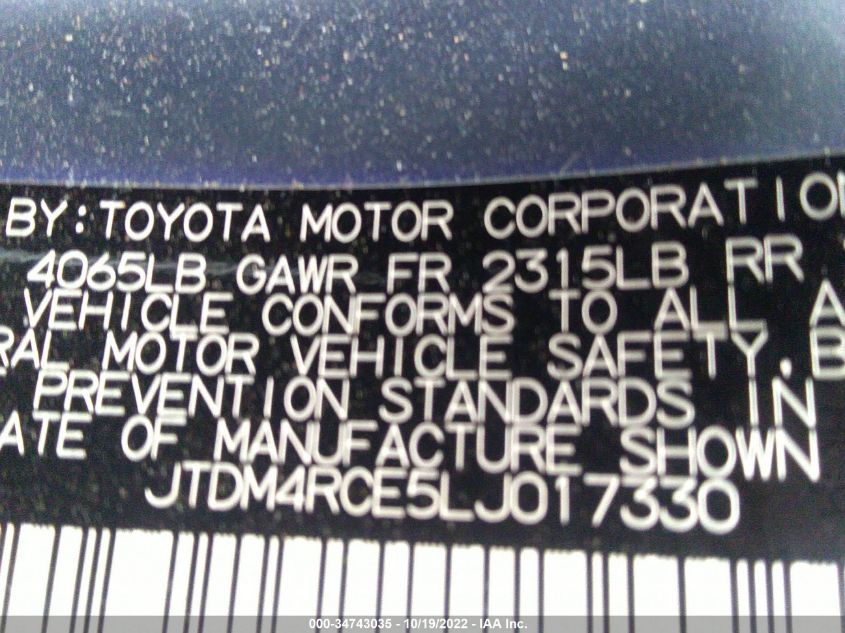 BY: TOYOTA MOTOR CORPORATION
4065LB GAWR FR 2315LB RR
VEHICLE CONFORMS TO ALL A
RAL MOTOR VEHICLE SAFETY, B
PREVENTION STANDARDS IN
ATE OF MANUFACTURE SHOWN
JTDM4RCE5LJ017330
000-34743035 - 10/19/2022 - IAA Inc.